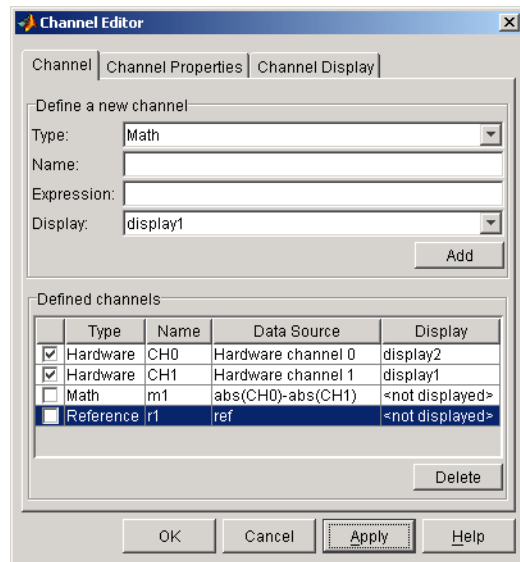 Channel Editor
Channel Channel Properties Channel Display
Define a new channel
Type: Math
Name:
Expression:
Display: display1
Add
Defined channels
Type Name Data Source Display
Hardware CH0 Hardware channel 0 display2
Hardware CH1 Hardware channel 1 display1
Math m1 abs(CH0)-abs(CH1) <not displayed>
Reference r1 ref <not displayed>
Delete
OK Cancel Apply Help